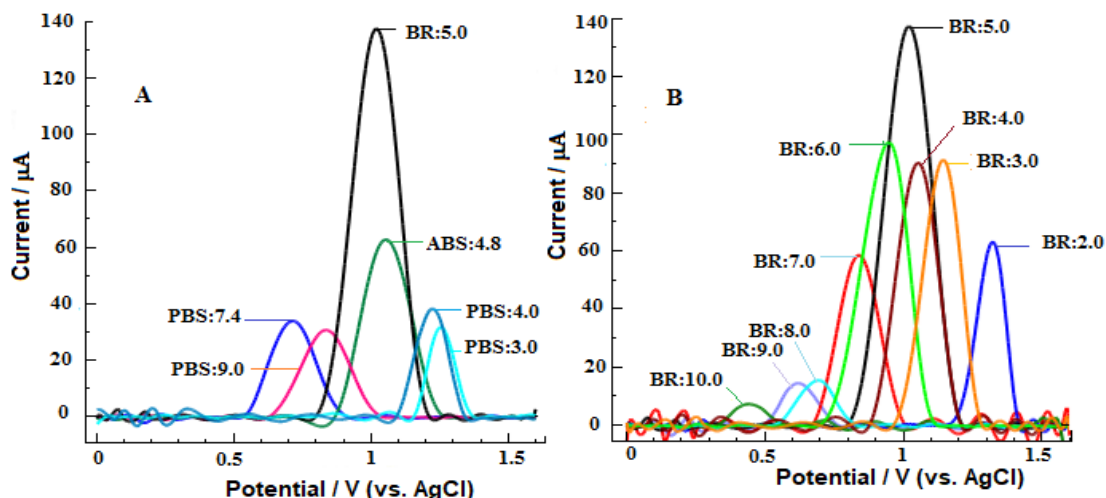 140
120
100
80
60
40
20
0
Current / µA
A
BR:5.0
ABS:4.8
PBS:7.4
PBS:9.0
PBS:4.0
PBS:3.0
0 0.5 1 1.5
Potential / V (vs. AgCl)
140
120
100
80
60
40
20
0
Current / µA
B
BR:5.0
BR:4.0
BR:6.0
BR:3.0
BR:2.0
BR:7.0
BR:8.0
BR:9.0
BR:10.0
0 0.5 1 1.5
Potential / V (vs. AgCl)